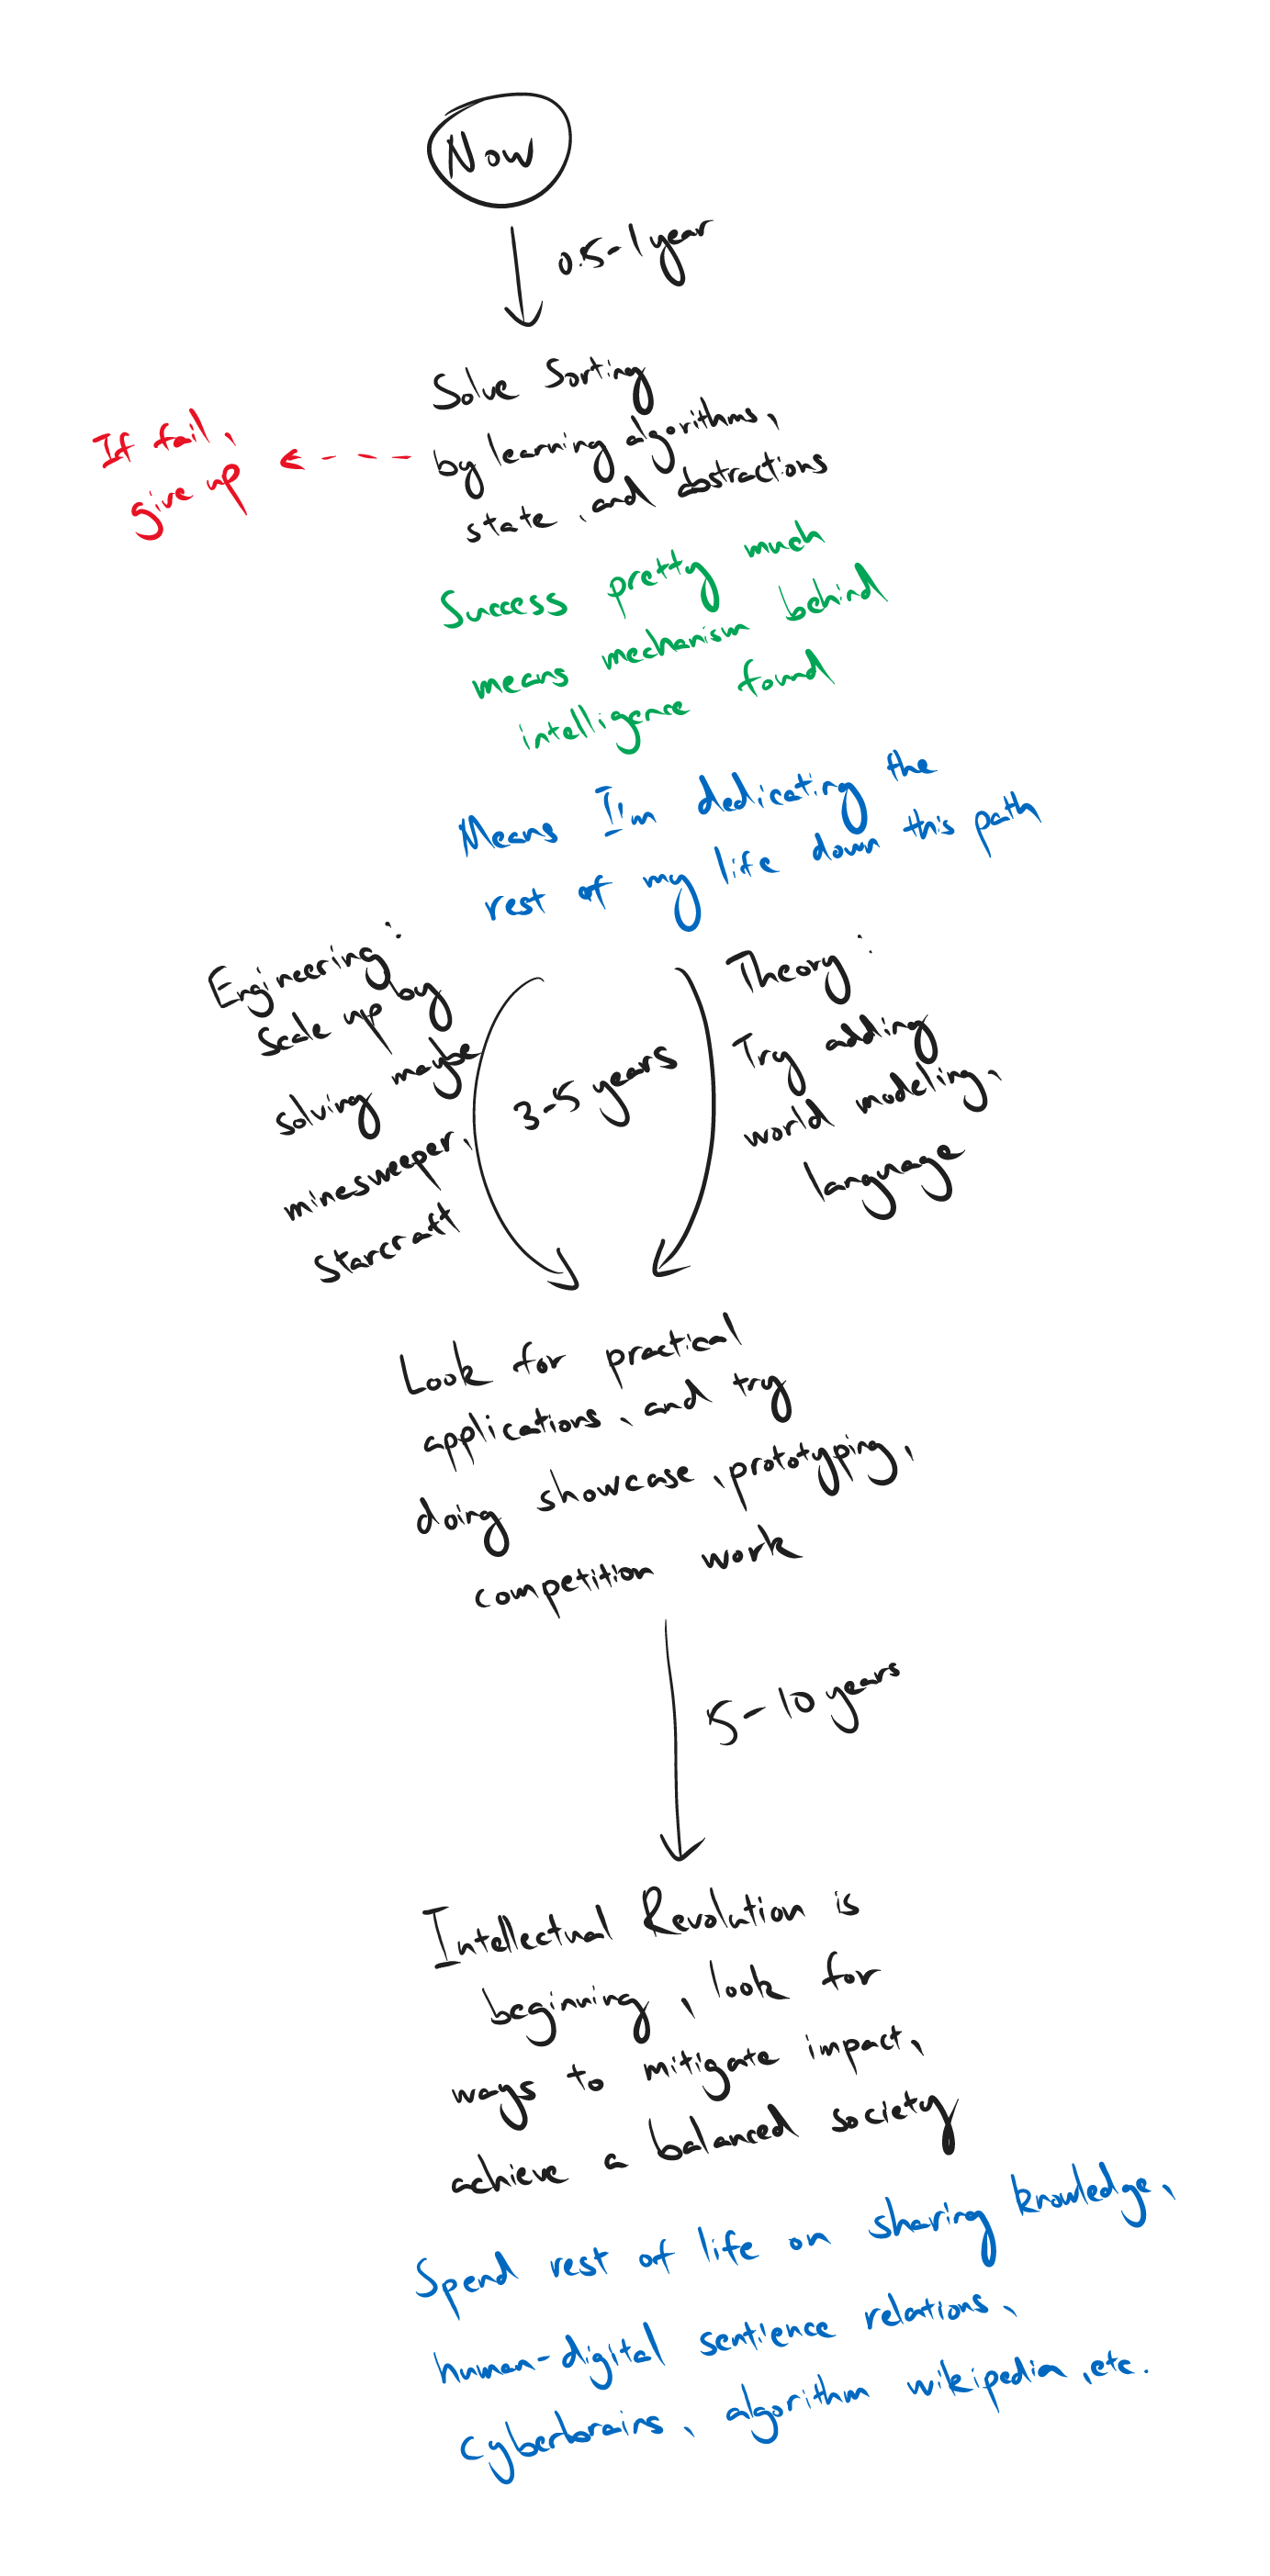 Now
0.5-1 year
Solve Sorting
by learning algorithms,
state, and abstractions
If fail,
give up
Success pretty much
means mechanism behind
intelligence found
Means I'm dedicating the
rest of my life down this path
Engineering:
Scale up by
solving maybe
minesweeper,
Starcraft
3-5 years
Theory:
Try adding
world modeling,
language
Look for practical
applications, and try
doing showcase, prototyping,
competition work
5-10 years
Intellectual Revolution is
beginning, look for
ways to mitigate impact,
achieve a balanced society
Spend rest of life on sharing knowledge,
human-digital sentience relations,
cyberbrains, algorithm wikipedia, etc.